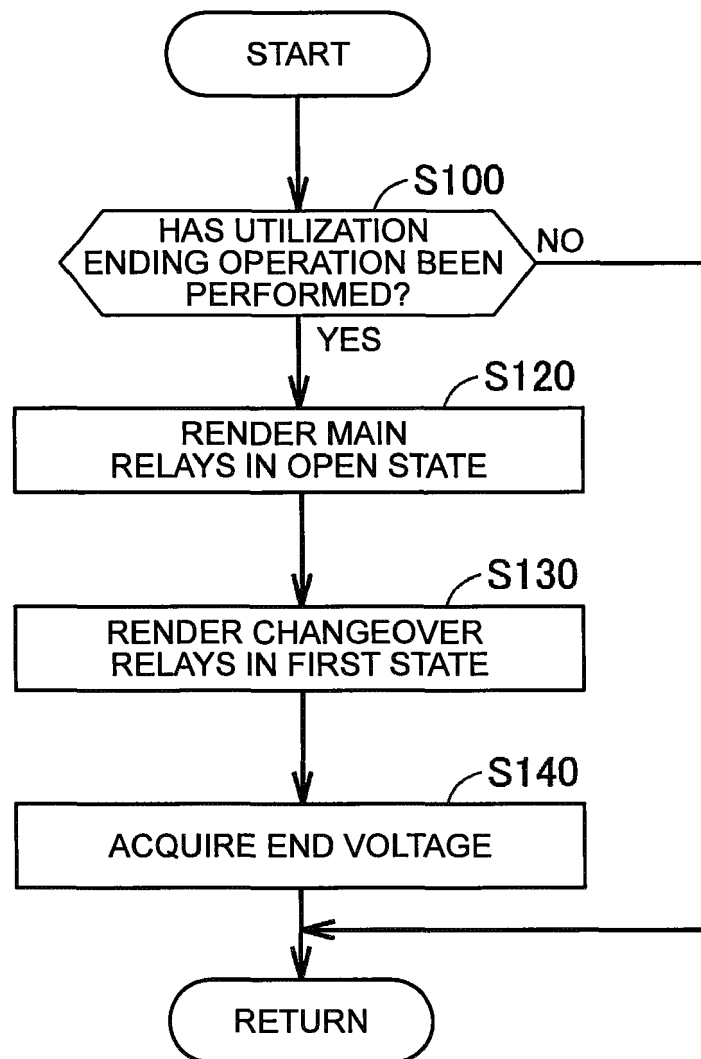 START
S100
HAS UTILIZATION
ENDING OPERATION BEEN
PERFORMED?
NO
YES
S120
RENDER MAIN
RELAYS IN OPEN STATE
S130
RENDER CHANGEOVER
RELAYS IN FIRST STATE
S140
ACQUIRE END VOLTAGE
RETURN